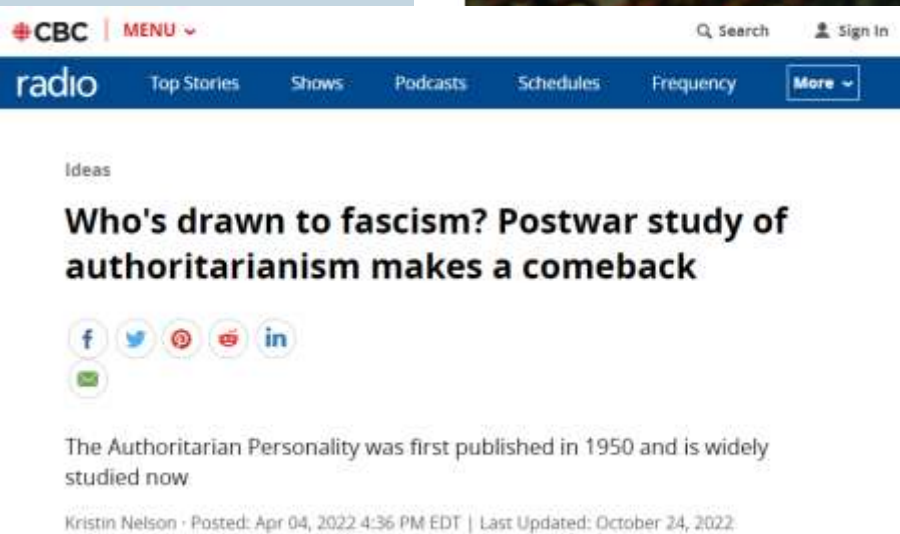 CBC MENU Search Sign In
radio Top Stories Shows Podcasts Schedules Frequency More
Ideas
Who's drawn to fascism? Postwar study of
authoritarianism makes a comeback
The Authoritarian Personality was first published in 1950 and is widely
studied now
Kristin Nelson · Posted: Apr 04, 2022 4:36 PM EDT | Last Updated: October 24, 2022